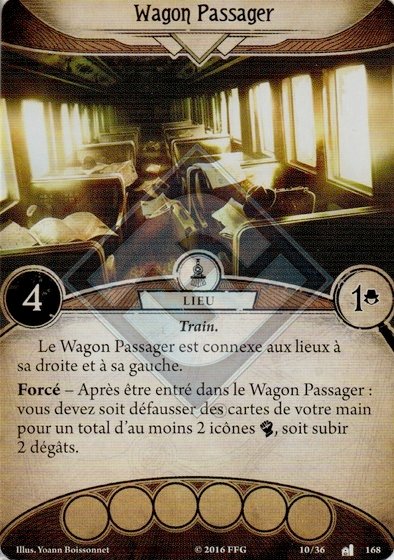 Wagon Passager
4
LIEU
1
Train.
Le Wagon Passager est connexe aux lieux à
sa droite et à sa gauche.
Forcé – Après être entré dans le Wagon Passager :
vous devez soit défausser des cartes de votre main
pour un total d'au moins 2 icônes , soit subir
2 dégâts.
Illus. Yoann Boissonnet
© 2016 FFG
10/36
168